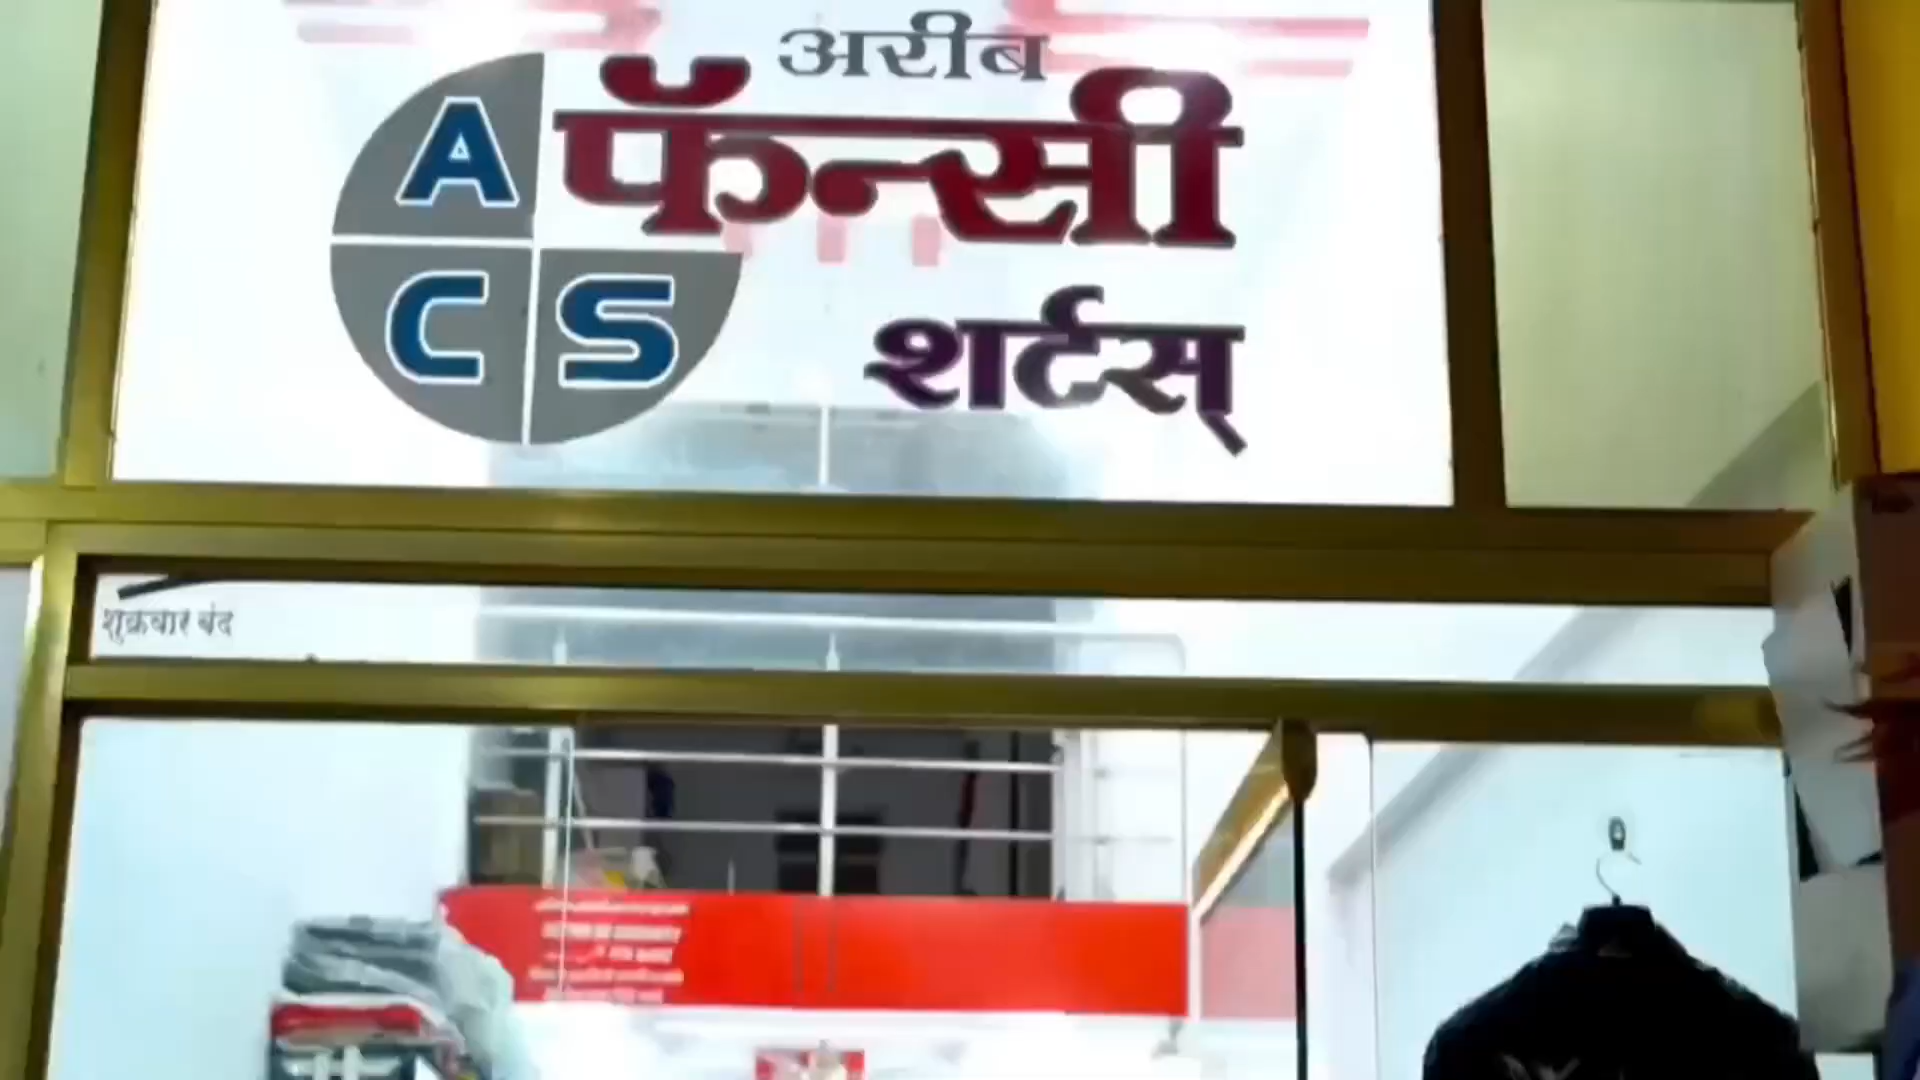 अरीब
फॅन्सी
शर्टस्
A
C S
शुक्रवार बंद